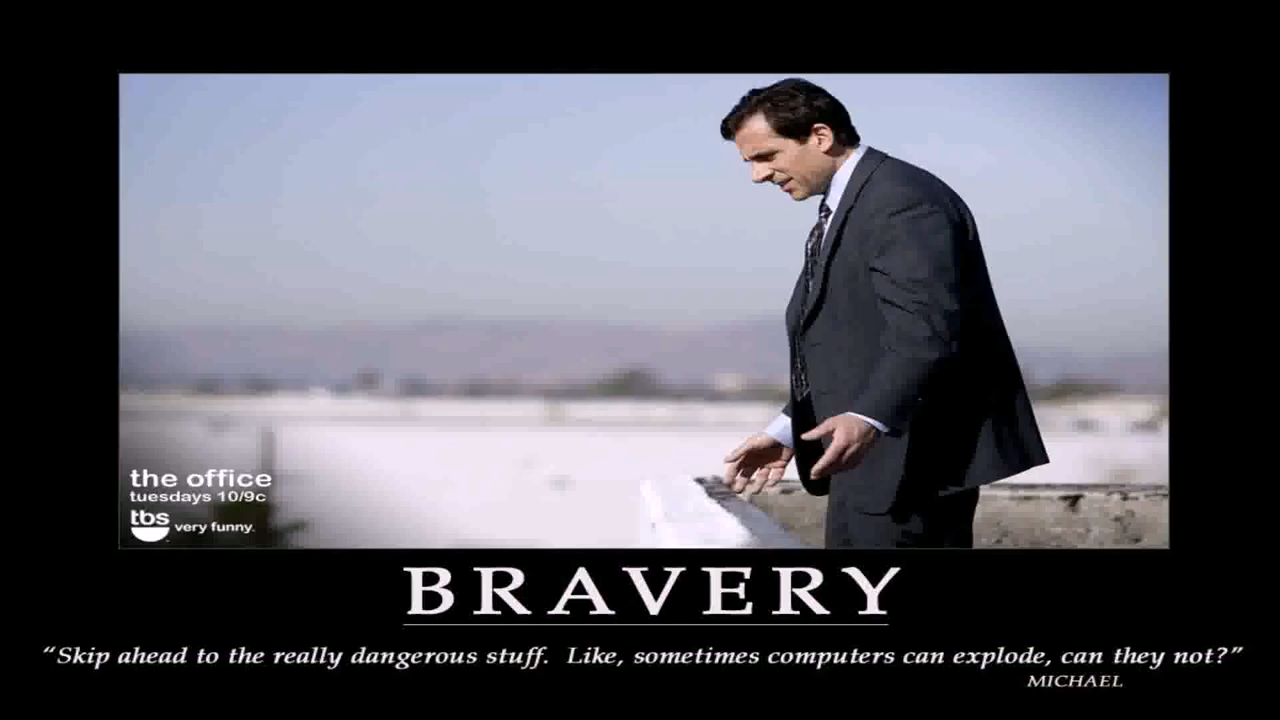 the office
tuesdays 10/9c
tbs
very funny.
BRAVERY
“Skip ahead to the really dangerous stuff.  Like, sometimes computers can explode, can they not?”
MICHAEL